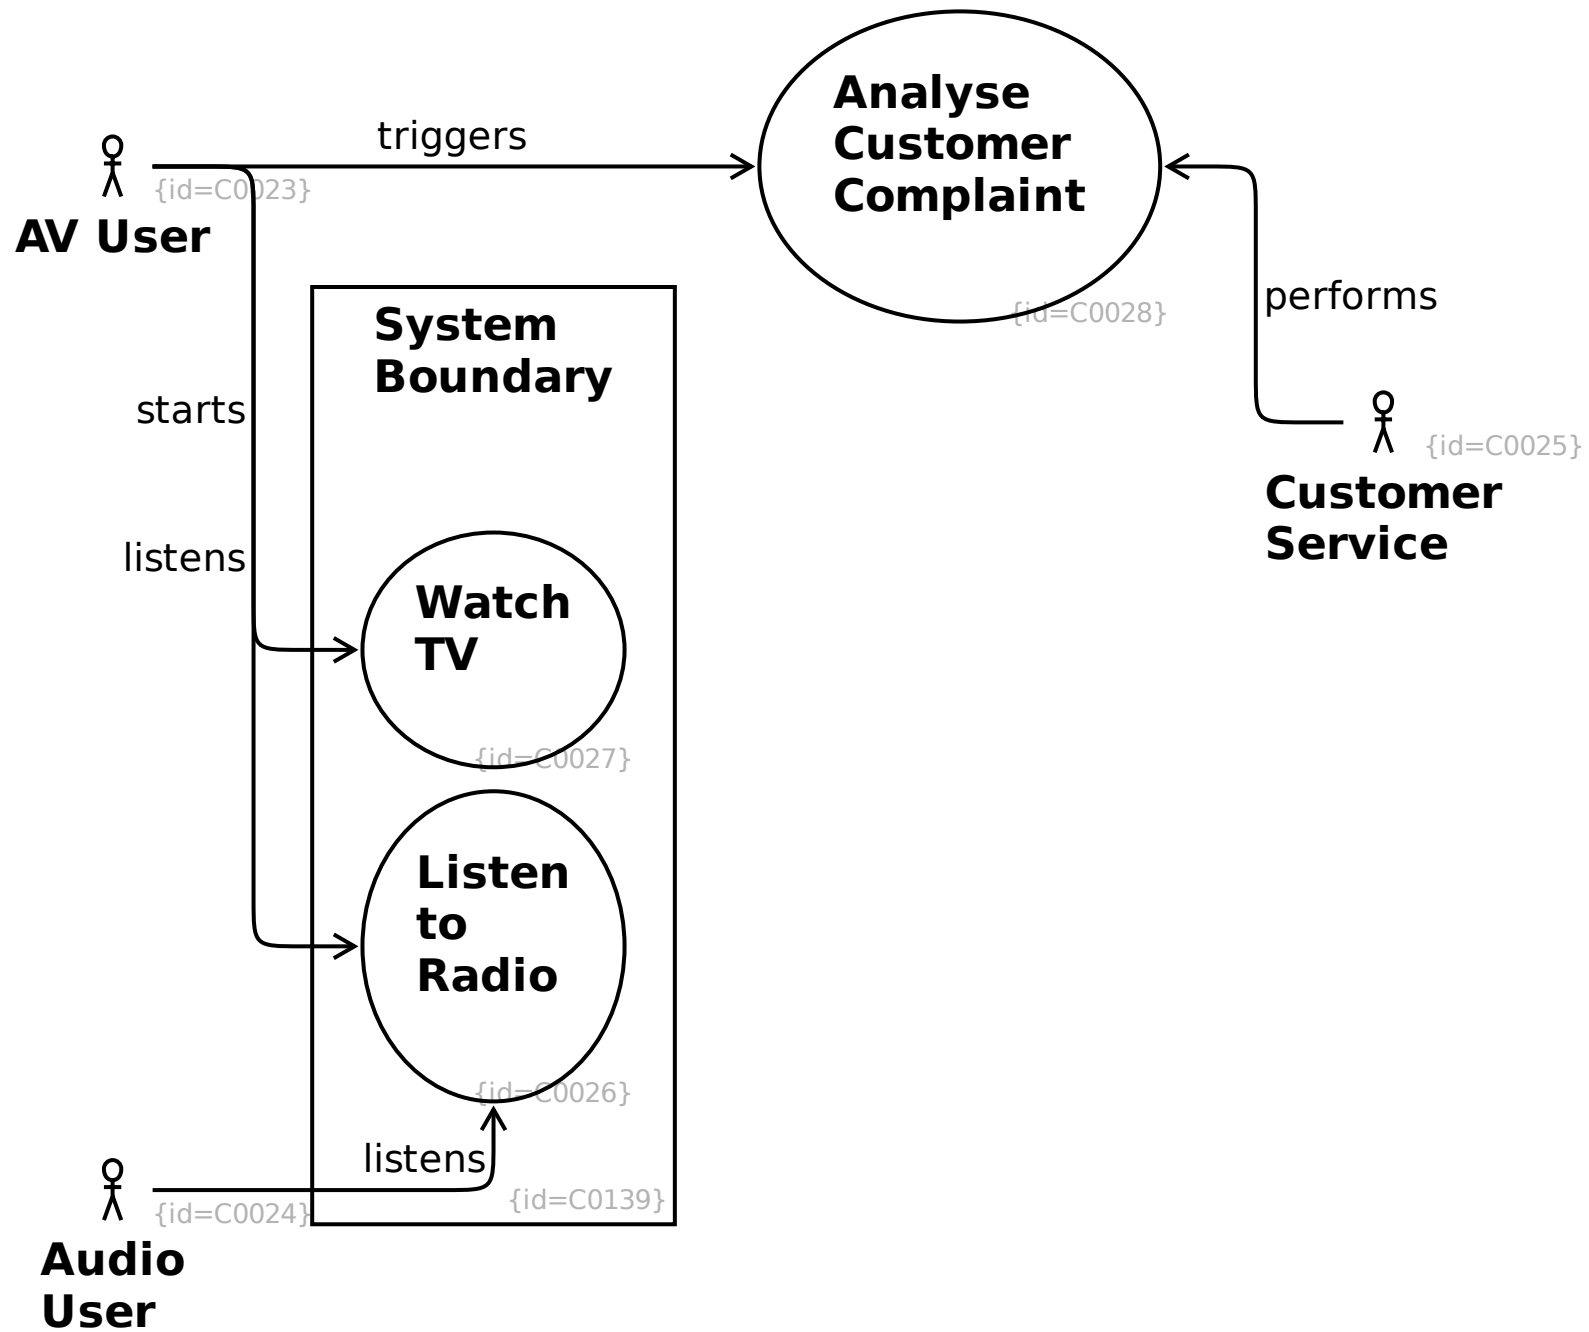 Analyse
Customer
Complaint
triggers
{id=C0023}
AV User
{id=C0028}
performs
System
Boundary
starts
{id=C0025}
Customer
Service
listens
Watch
TV
{id=C0027}
Listen
to
Radio
{id=C0026}
listens
{id=C0139}
{id=C0024}
Audio
User